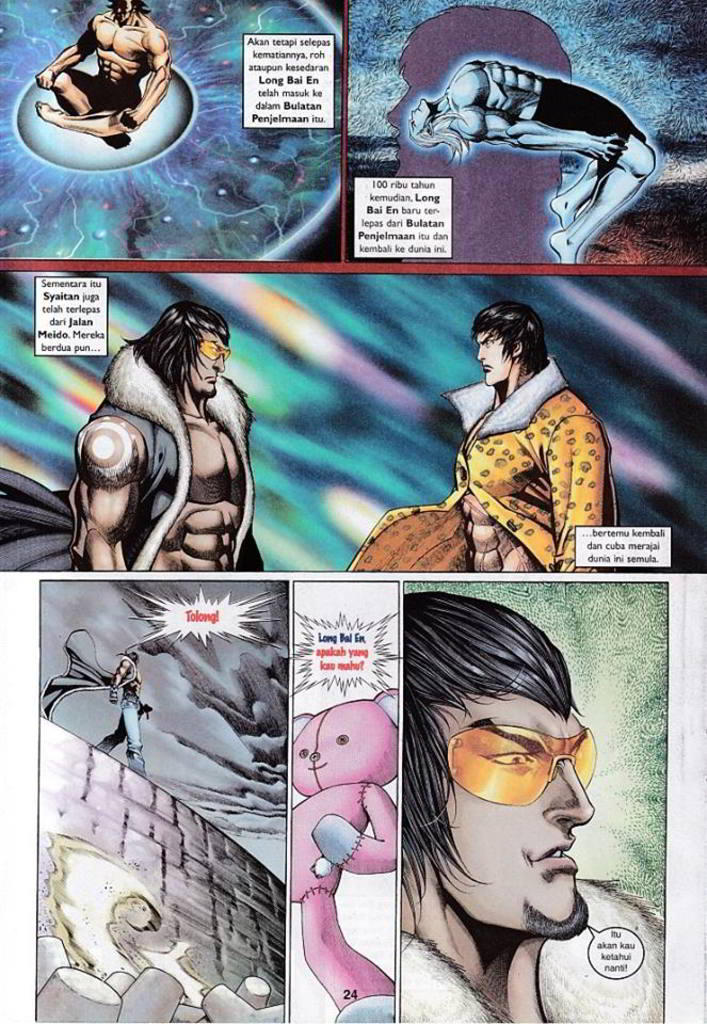 Akan tetapi selepas
kematiannya, roh
ataupun kesedaran
Long Bai En
telah masuk ke
dalam Bulatan
Penjelmaan itu.
100 ribu tahun
kemudian, Long
Bai En baru ter-
lepas dari Bulatan
Penjelmaan itu dan
kembali ke dunia ini.
Sementara itu
Syaitan juga
telah terlepas
dari Jalan
Meido. Mereka
berdua pun...
...bertemu kembali
dan cuba merajai
dunia ini semula.
Tolong!
Long Bai En,
apakah yang
kau mahu?
Itu
akan kau
ketahui
nanti!
24